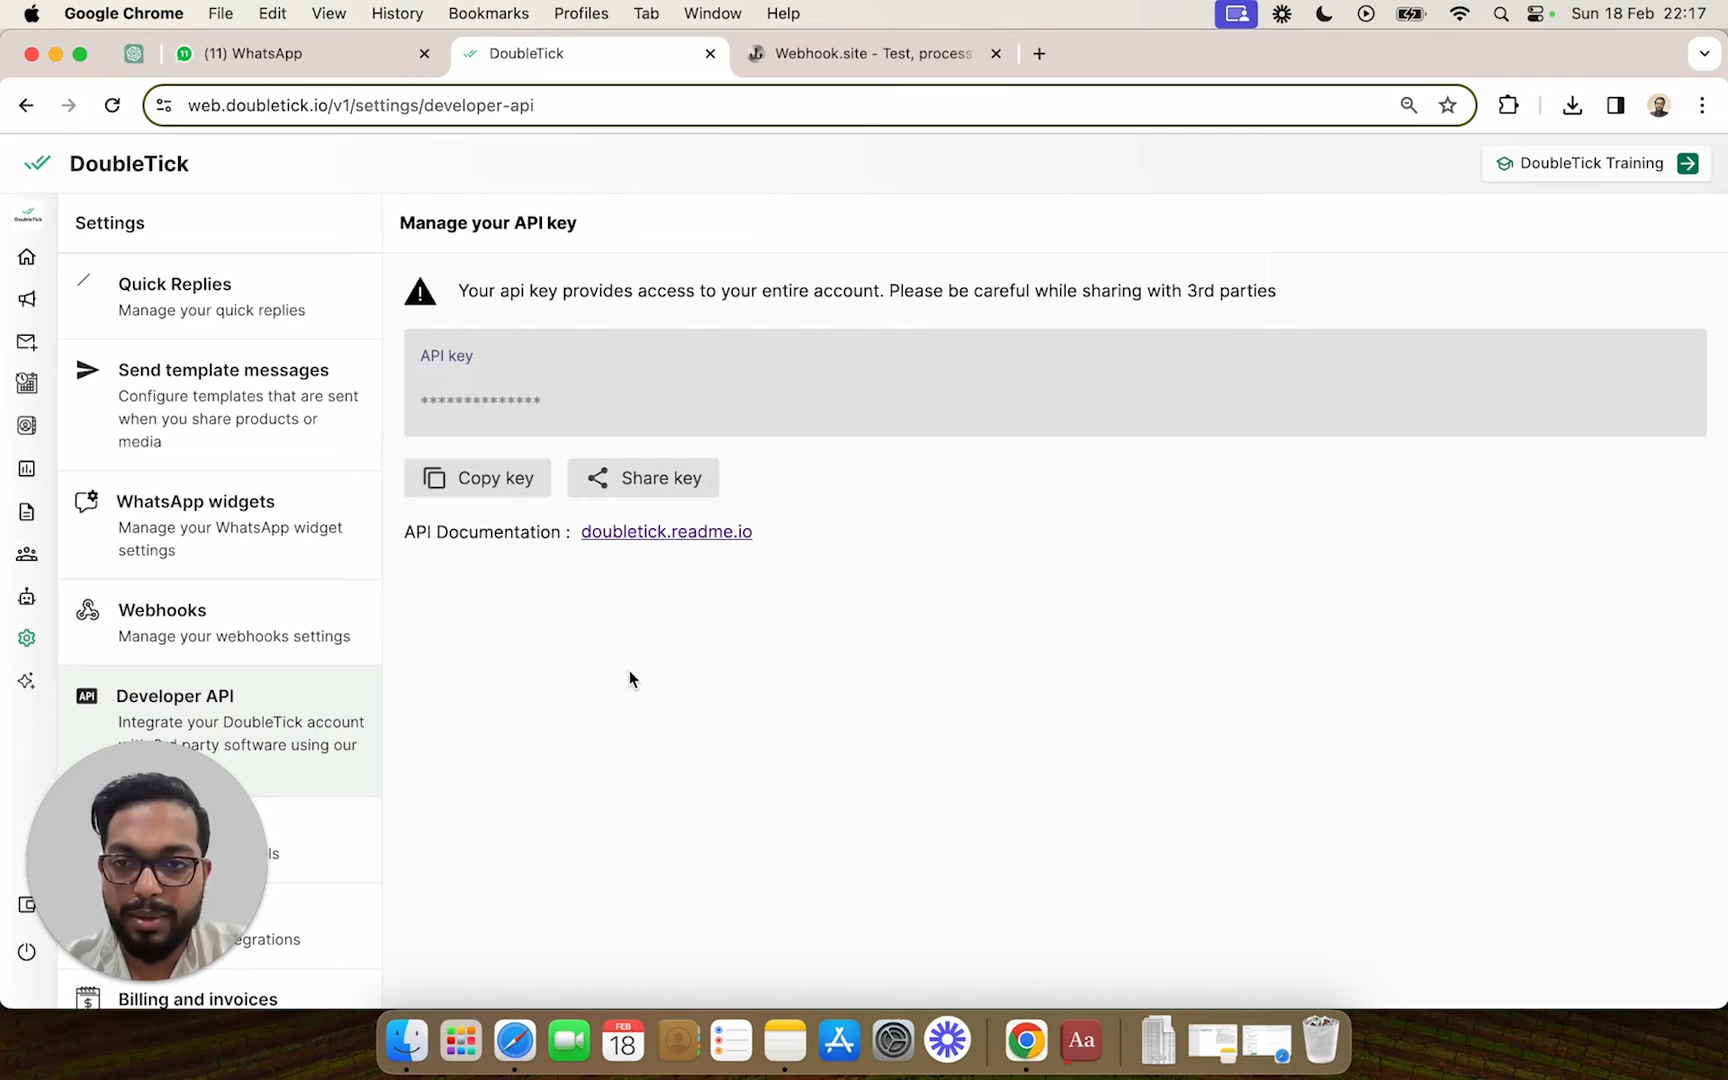 Google Chrome File Edit View History Bookmarks Profiles Tab Window Help Sun 18 Feb 22:17
11 (11) WhatsApp DoubleTick Webhook.site - Test, process
web.doubletick.io/v1/settings/developer-api
DoubleTick DoubleTick Training
DoubleTick
Settings
Manage your API key
Quick Replies
Manage your quick replies
Your api key provides access to your entire account. Please be careful while sharing with 3rd parties
API key
**************
Send template messages
Configure templates that are sent
when you share products or
media
Copy key Share key
API Documentation : doubletick.readme.io
WhatsApp widgets
Manage your WhatsApp widget
settings
Webhooks
Manage your webhooks settings
API Developer API
Integrate your DoubleTick account
party software using our
ls
egrations
$ Billing and invoices
FEB
18
Aa